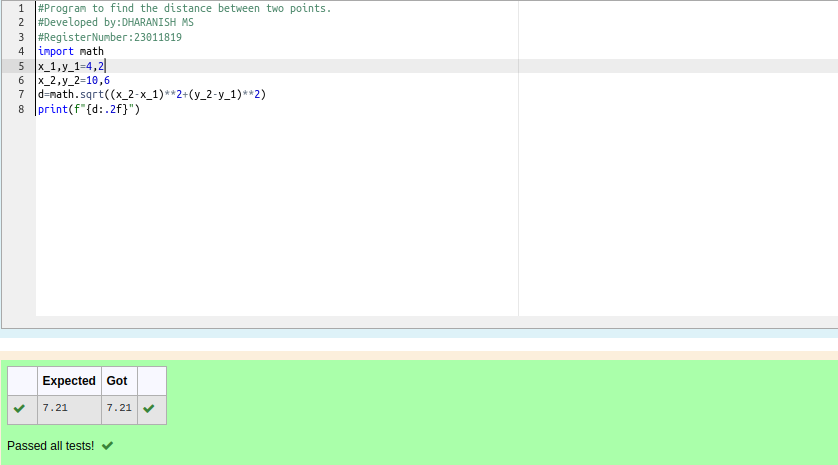 1 #Program to find the distance between two points.
2 #Developed by:DHARANISH MS
3 #RegisterNumber:23011819
4 import math
5 x_1,y_1=4,2
6 x_2,y_2=10,6
7 d=math.sqrt((x_2-x_1)**2+(y_2-y_1)**2)
8 print(f"{d:.2f}")
Expected Got
7.21 7.21
Passed all tests!